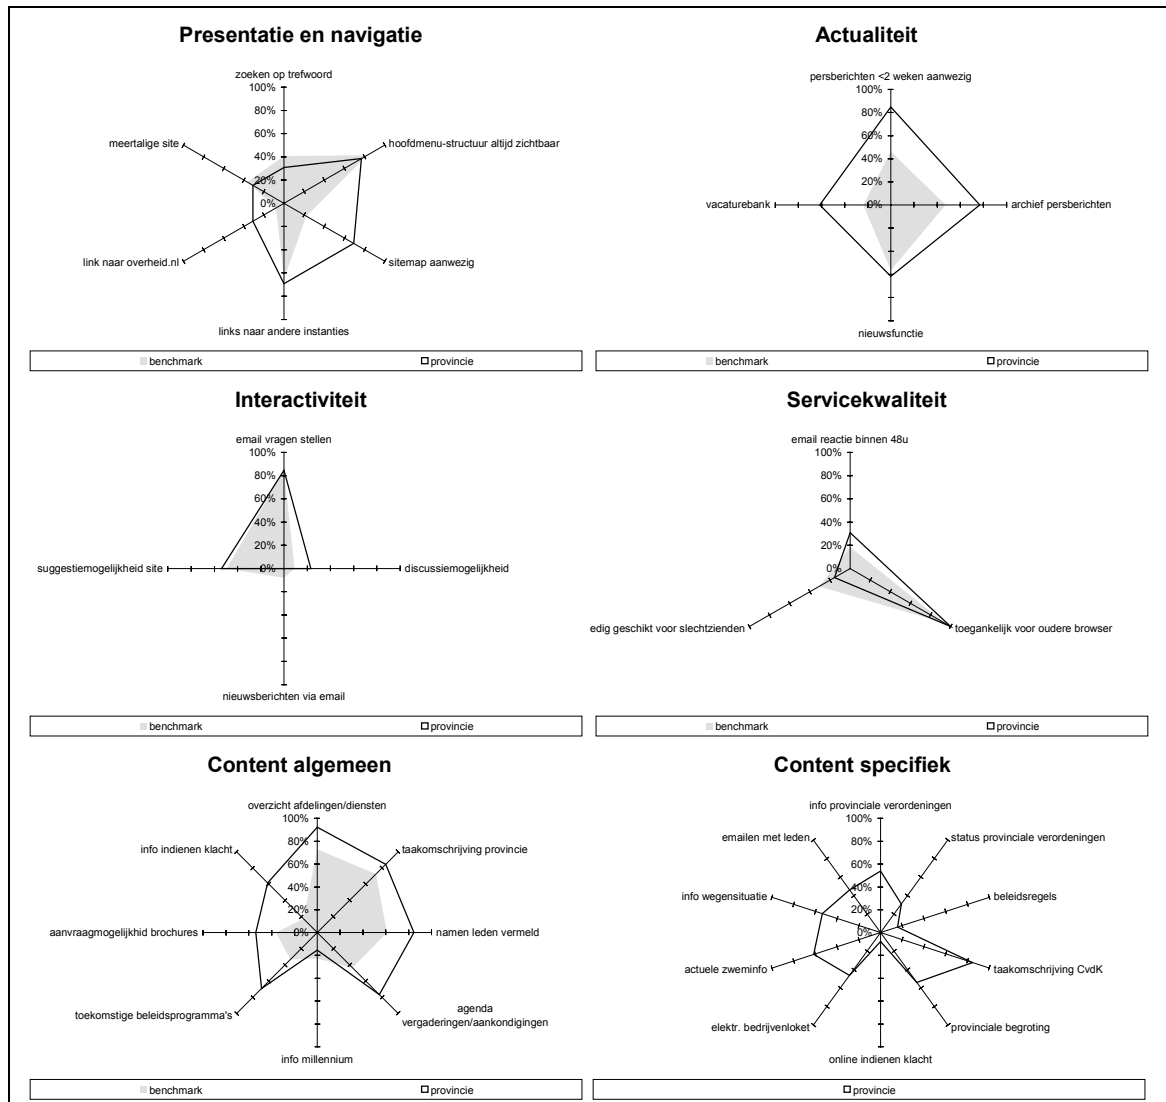 Presentatie en navigatie
zoeken op trefwoord
100%
80%
60%
40%
20%
0%
meertalige site
hoofdmenu-structuur altijd zichtbaar
link naar overheid.nl
sitemap aanwezig
links naar andere instanties
benchmark
provincie
Actualiteit
persberichten <2 weken aanwezig
100%
80%
60%
40%
20%
0%
vacaturebank
archief persberichten
nieuwsfunctie
benchmark
provincie
Interactiviteit
email vragen stellen
100%
80%
60%
40%
20%
0%
suggestiemogelijkheid site
discussiemogelijkheid
nieuwsberichten via email
benchmark
provincie
Servicekwaliteit
email reactie binnen 48u
100%
80%
60%
40%
20%
0%
edig geschikt voor slechtzienden
toegankelijk voor oudere browser
benchmark
provincie
Content algemeen
overzicht afdelingen/diensten
100%
80%
60%
40%
20%
0%
info indienen klacht
taakomschrijving provincie
aanvraagmogelijkhid brochures
namen leden vermeld
toekomstige beleidsprogramma's
agenda
vergaderingen/aankondigingen
info millennium
benchmark
provincie
Content specifiek
info provinciale verordeningen
100%
80%
60%
40%
20%
0%
emailen met leden
status provinciale verordeningen
info wegensituatie
beleidsregels
actuele zweminfo
taakomschrijving CvdK
elektr. bedrijvenloket
provinciale begroting
online indienen klacht
provincie